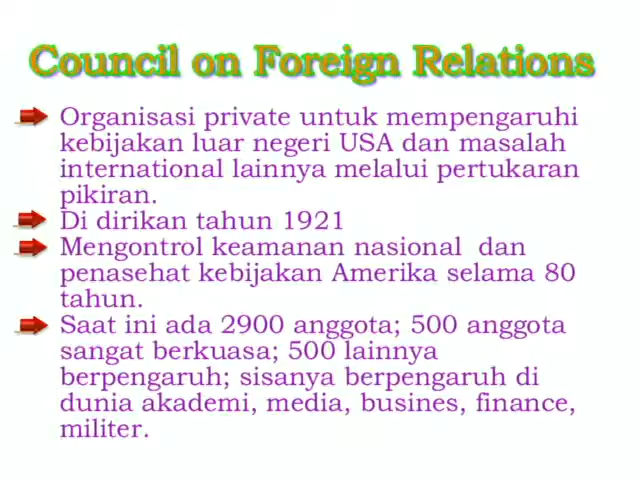 Council on Foreign Relations
Organisasi private untuk mempengaruhi
kebijakan luar negeri USA dan masalah
international lainnya melalui pertukaran
pikiran.
Di dirikan tahun 1921
Mengontrol keamanan nasional dan
penasehat kebijakan Amerika selama 80
tahun.
Saat ini ada 2900 anggota; 500 anggota
sangat berkuasa; 500 lainnya
berpengaruh; sisanya berpengaruh di
dunia akademi, media, busines, finance,
militer.